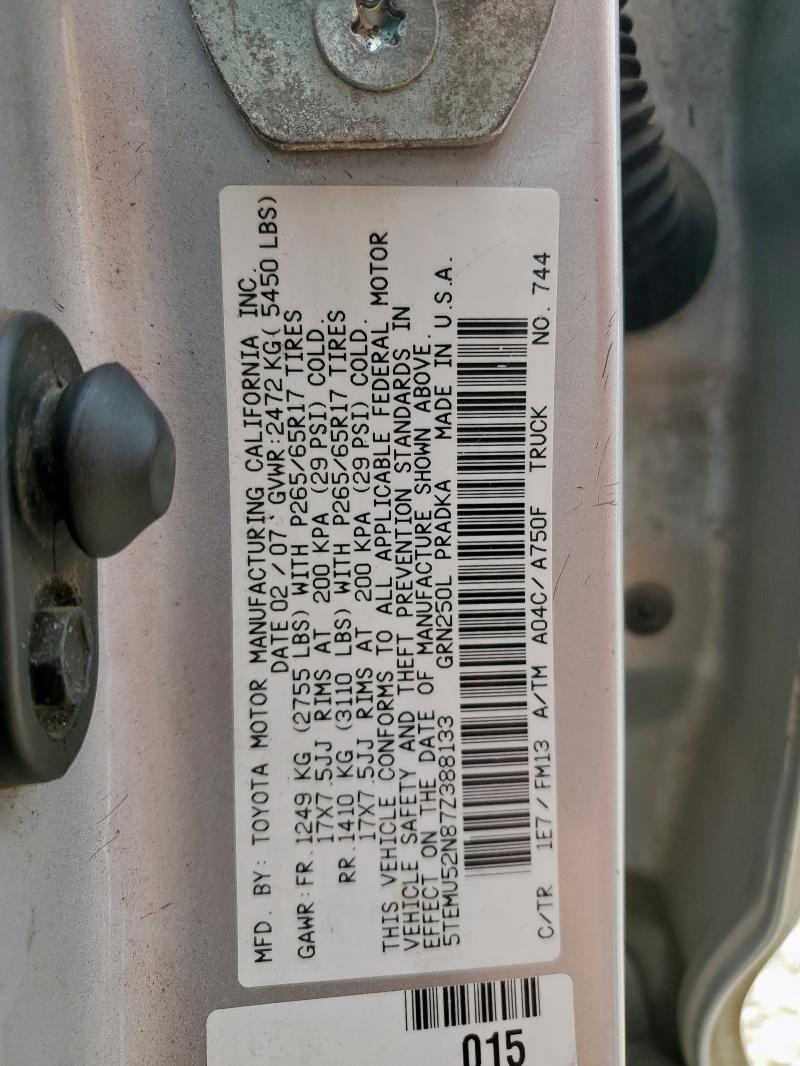 MFD. BY: TOYOTA MOTOR MANUFACTURING CALIFORNIA INC.
DATE 02/07 GVWR:2472 KG( 5450 LBS)
GAWR:FR.1249 KG (2755 LBS) WITH P265/65R17 TIRES
17X7.5JJ RIMS AT 200 KPA (29 PSI) COLD.
RR.1410 KG (3110 LBS) WITH P265/65R17 TIRES
17X7.5JJ RIMS AT 200 KPA (29 PSI) COLD.
THIS VEHICLE CONFORMS TO ALL APPLICABLE FEDERAL MOTOR
VEHICLE SAFETY AND THEFT PREVENTION STANDARDS IN
EFFECT ON THE DATE OF MANUFACTURE SHOWN ABOVE.
5TEMU52N87Z388133 GRN250L PRADKA MADE IN U.S.A.
C/TR 1E7/FM13 A/TM A04C/A750F TRUCK NO. 744
015